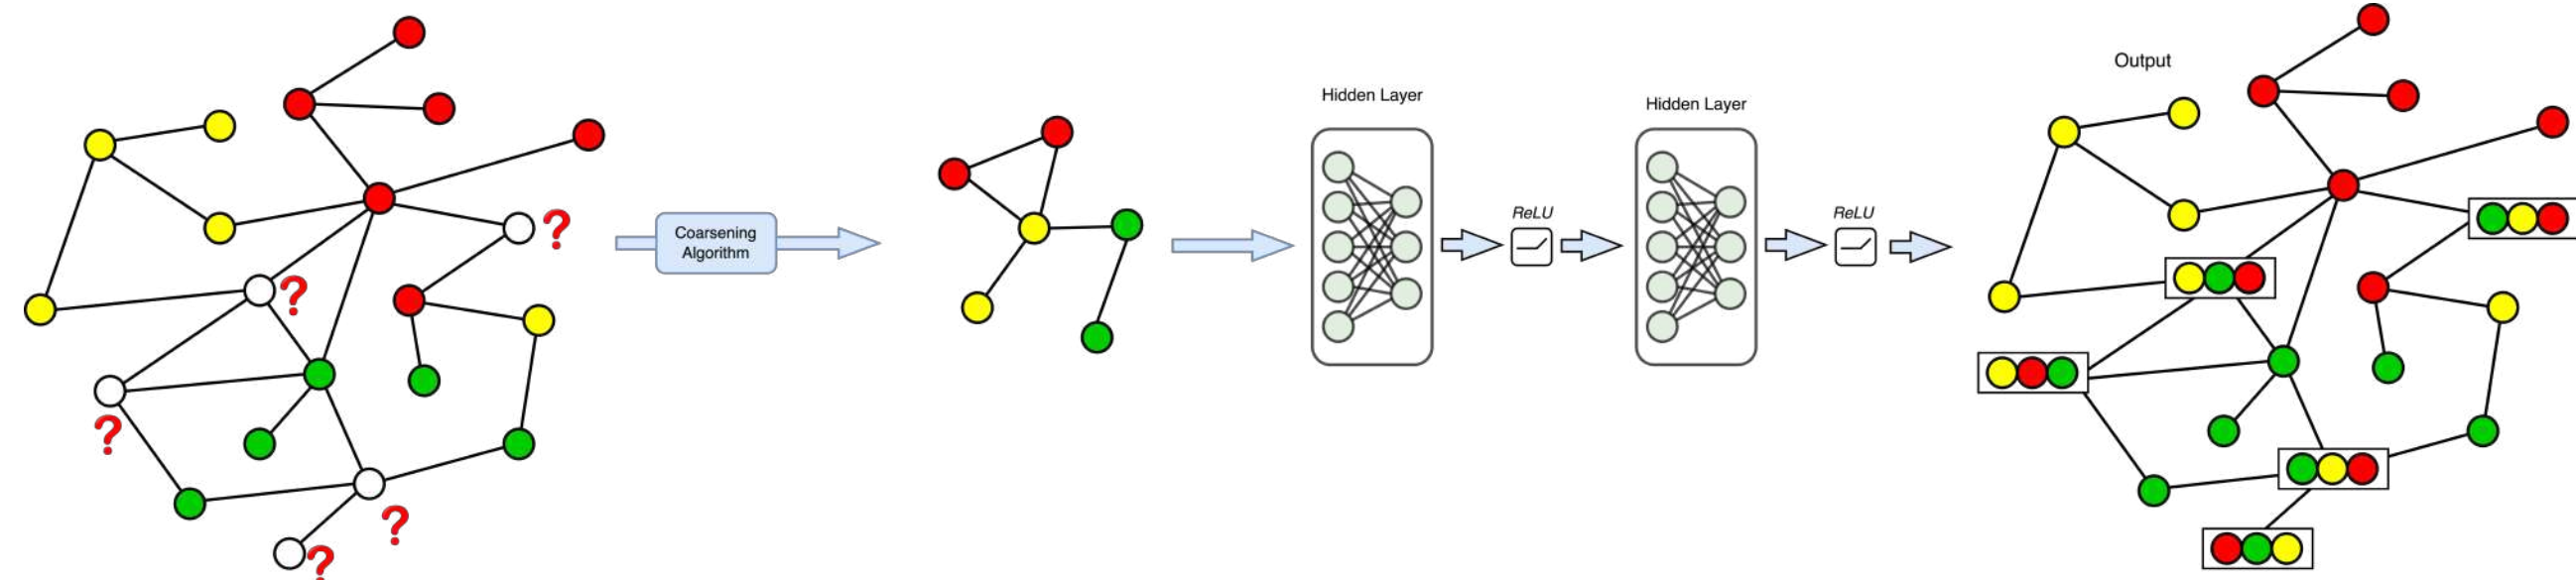 ?
?
?
?
?
Coarsening
Algorithm
Hidden Layer
ReLU
Hidden Layer
ReLU
Output